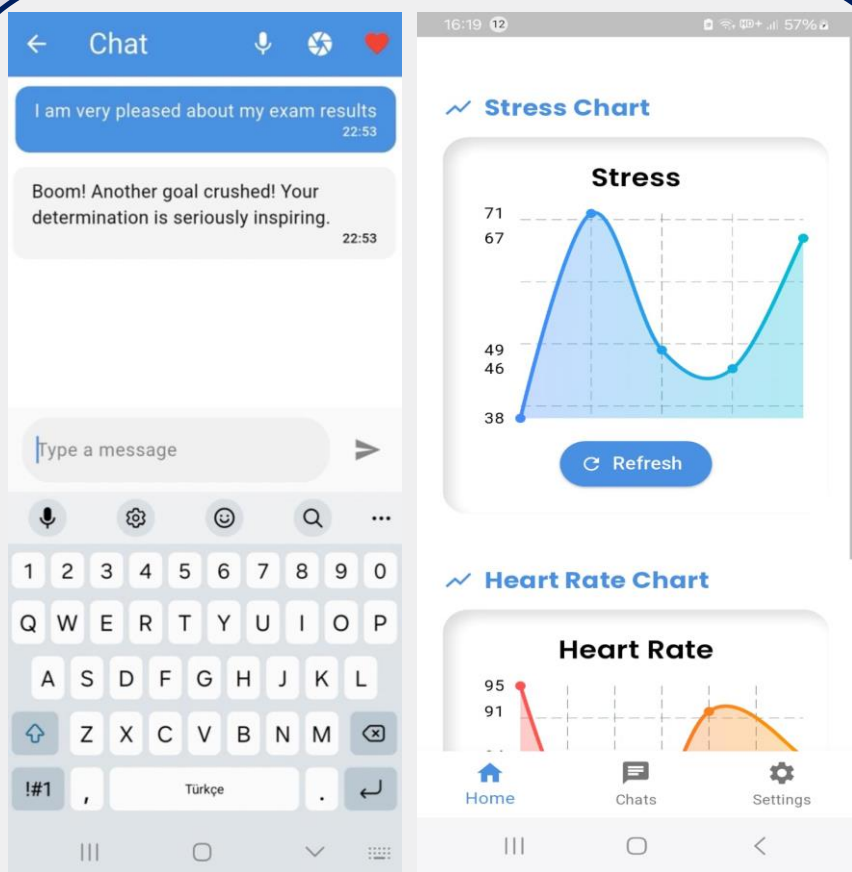 Chat
I am very pleased about my exam results
22:53
Boom! Another goal crushed! Your
determination is seriously inspiring.
22:53
Type a message
1 2 3 4 5 6 7 8 9 0
Q W E R T Y U I O P
A S D F G H J K L
Z X C V B N M
!#1 , Türkçe .
16:19 12 57%
Stress Chart
Stress
71
67
49
46
38
Refresh
Heart Rate Chart
Heart Rate
95
91
Home Chats Settings